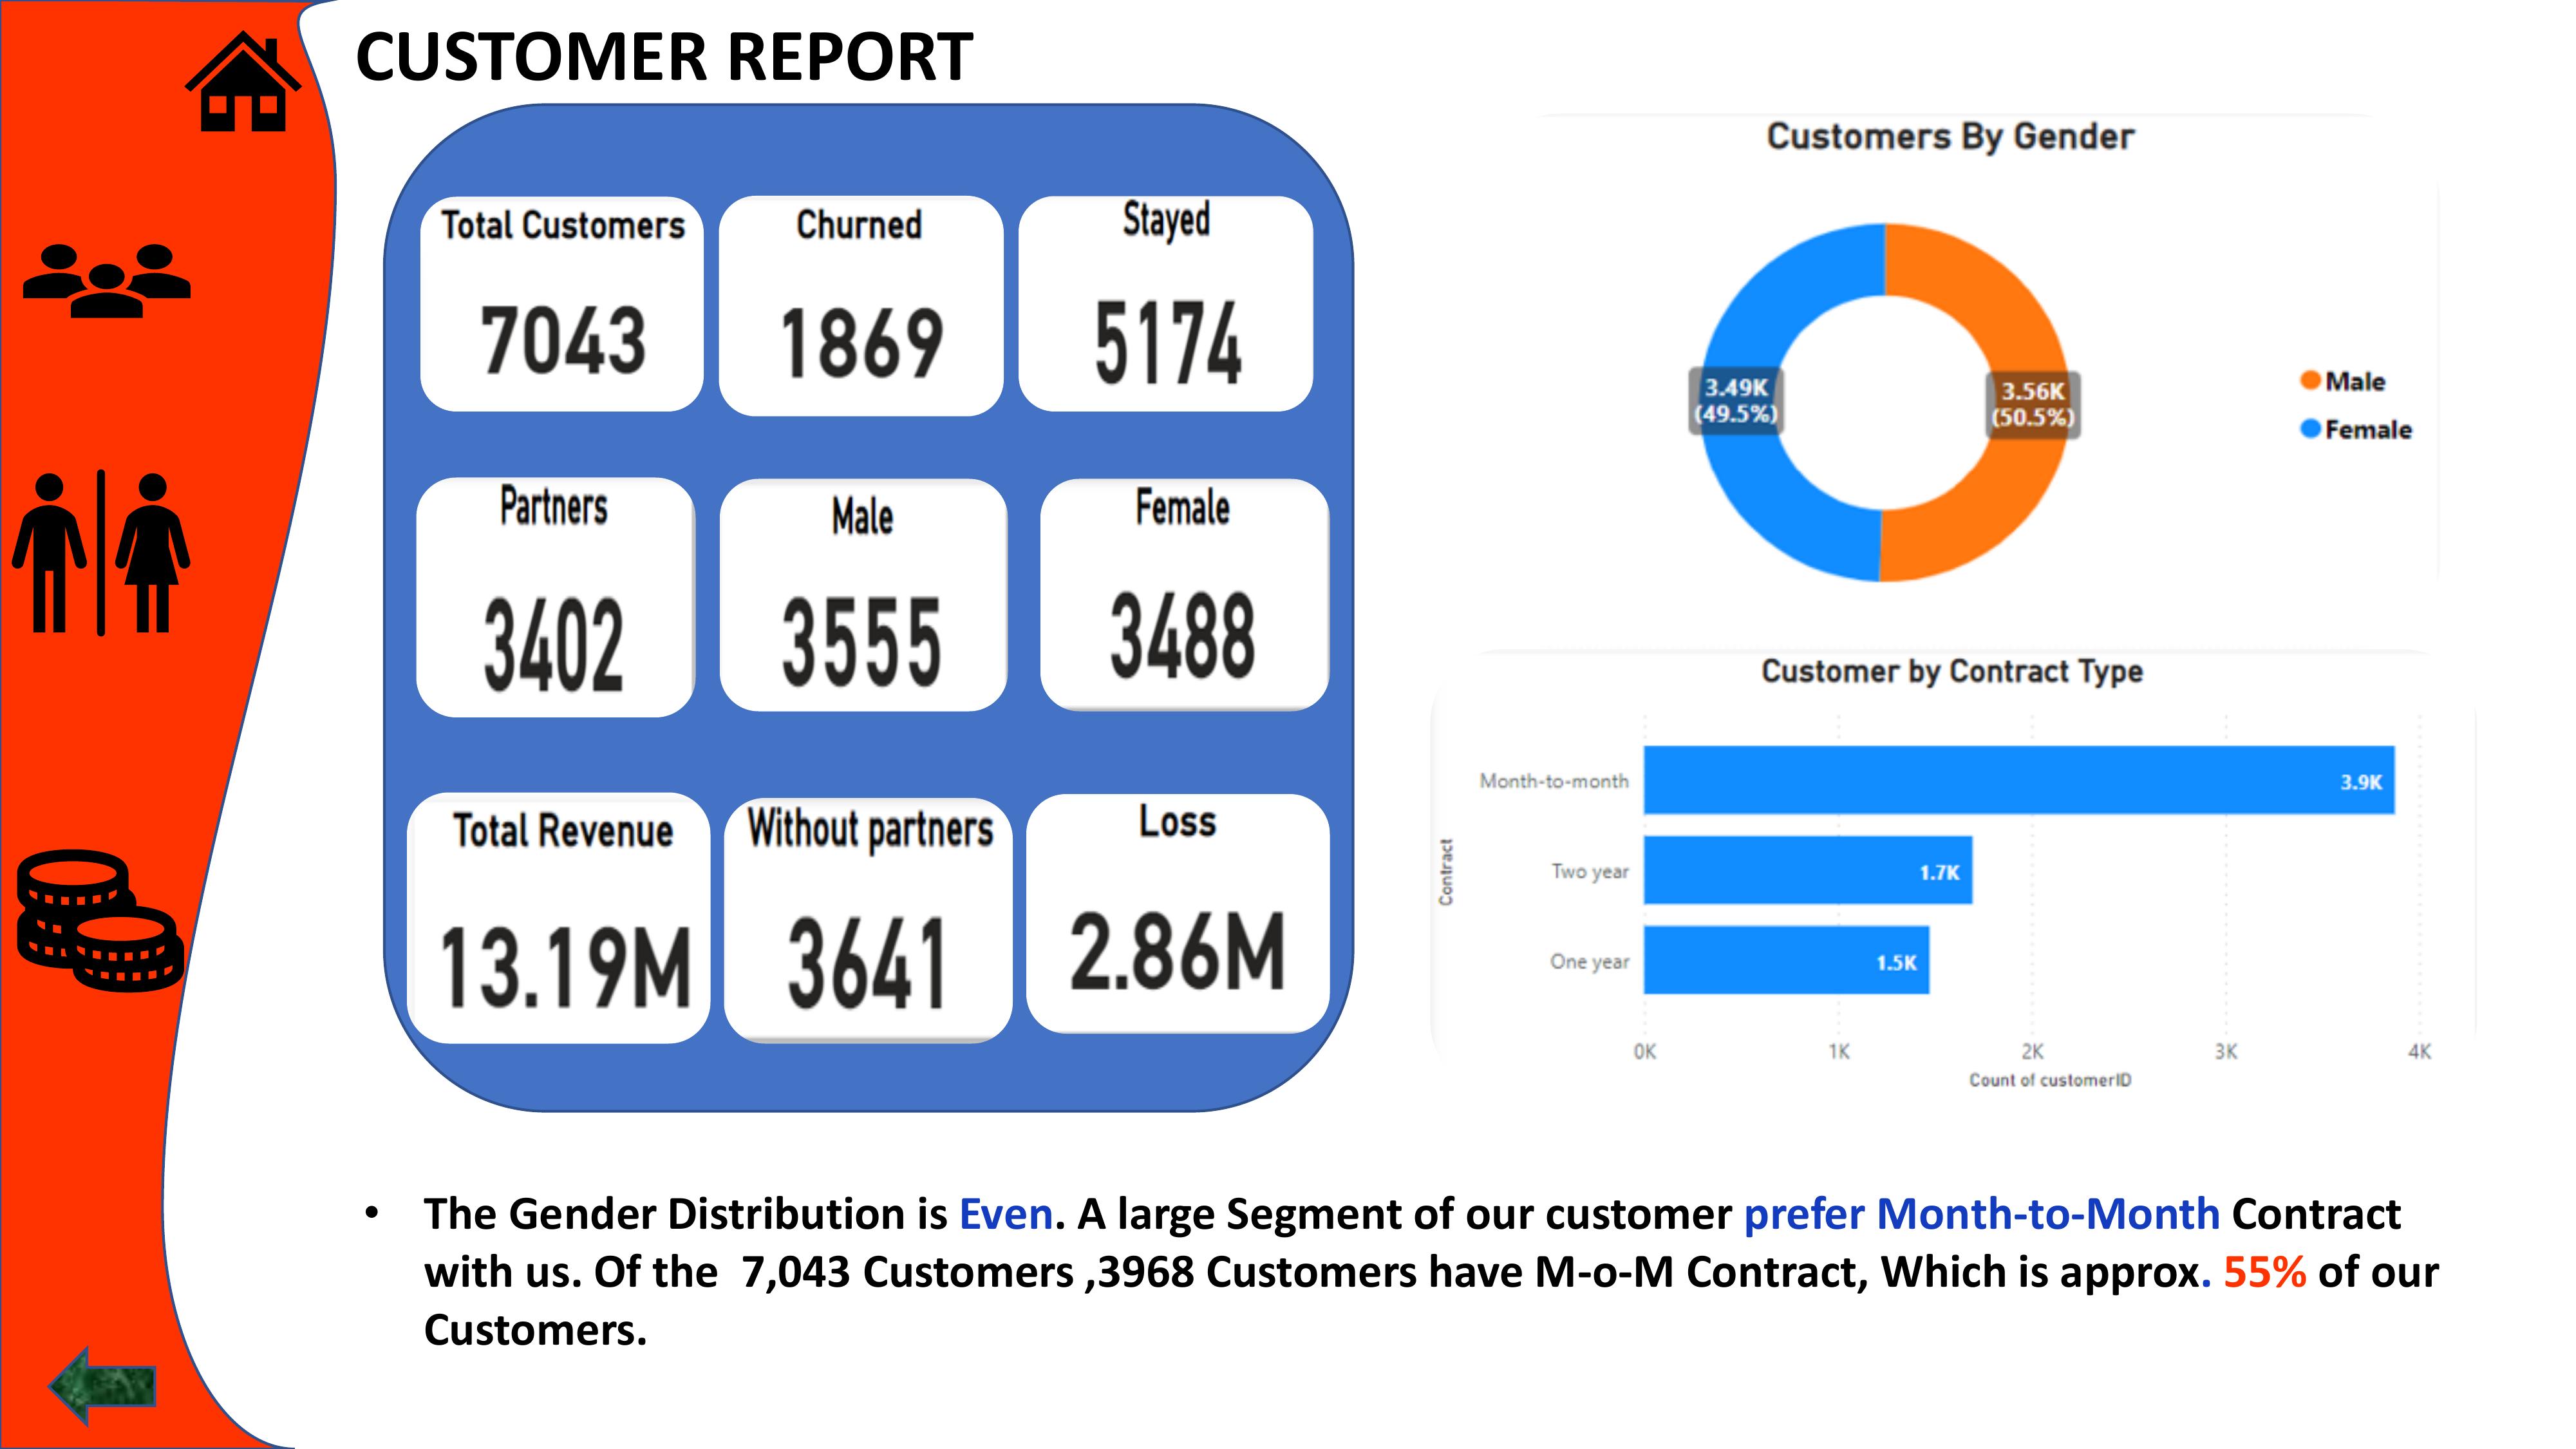 CUSTOMER REPORT
Total Customers
7043
Churned
1869
Stayed
5174
Partners
3402
Male
3555
Female
3488
Total Revenue
13.19M
Without partners
3641
Loss
2.86M
Customers By Gender
3.49K
(49.5%)
3.56K
(50.5%)
Male
Female
Customer by Contract Type
Contract
Month-to-month
3.9K
Two year
1.7K
One year
1.5K
0K 1K 2K 3K 4K
Count of customerID
• The Gender Distribution is Even. A large Segment of our customer prefer Month-to-Month Contract
with us. Of the  7,043 Customers ,3968 Customers have M-o-M Contract, Which is approx. 55% of our
Customers.